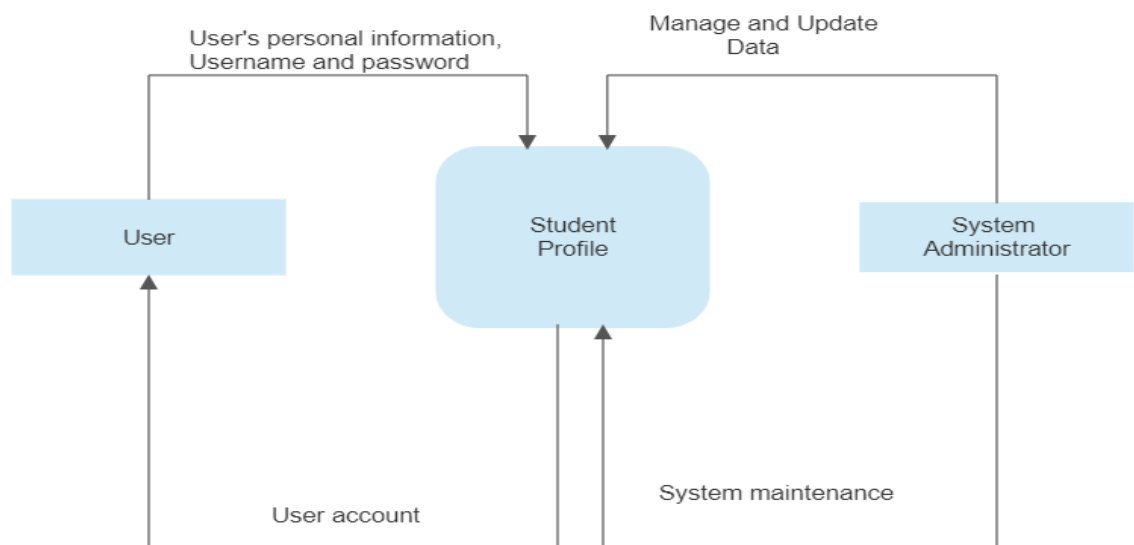 User's personal information,
Username and password
Manage and Update
Data
User
Student
Profile
System
Administrator
User account
System maintenance